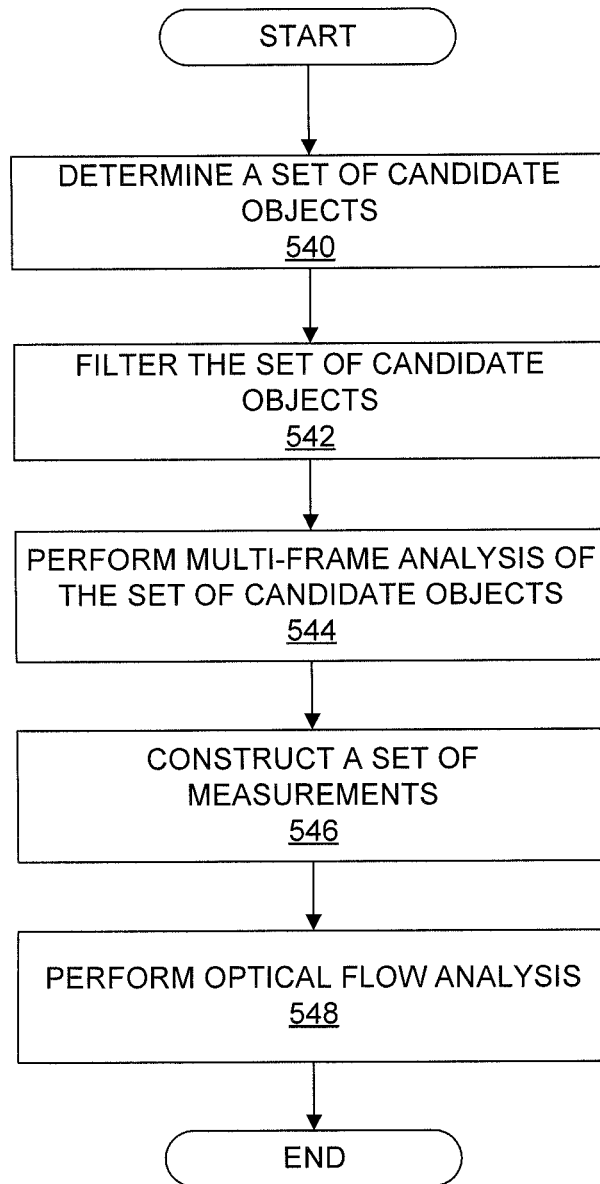 START
DETERMINE A SET OF CANDIDATE
OBJECTS
540
FILTER THE SET OF CANDIDATE
OBJECTS
542
PERFORM MULTI-FRAME ANALYSIS OF
THE SET OF CANDIDATE OBJECTS
544
CONSTRUCT A SET OF
MEASUREMENTS
546
PERFORM OPTICAL FLOW ANALYSIS
548
END